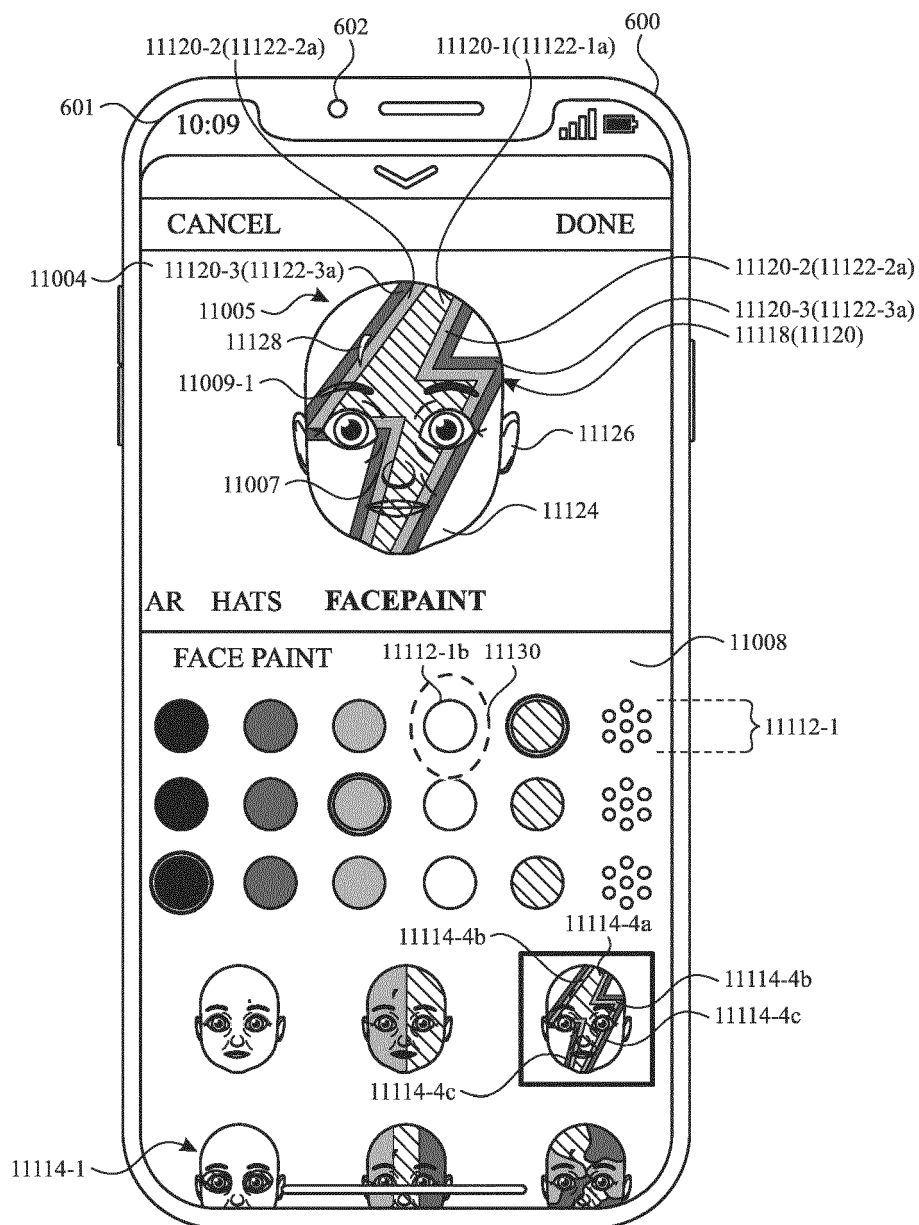 602
600
11120-2(11122-2a)
11120-1(11122-1a)
601
10:09
CANCEL
DONE
11004
11120-3(11122-3a)
11120-2(11122-2a)
11005
11120-3(11122-3a)
11128
11118(11120)
11009-1
11126
11007
11124
AR HATS FACEPAINT
FACE PAINT
11112-1b
11130
11008
11112-1
11114-4a
11114-4b
11114-4b
11114-4c
11114-4c
11114-1